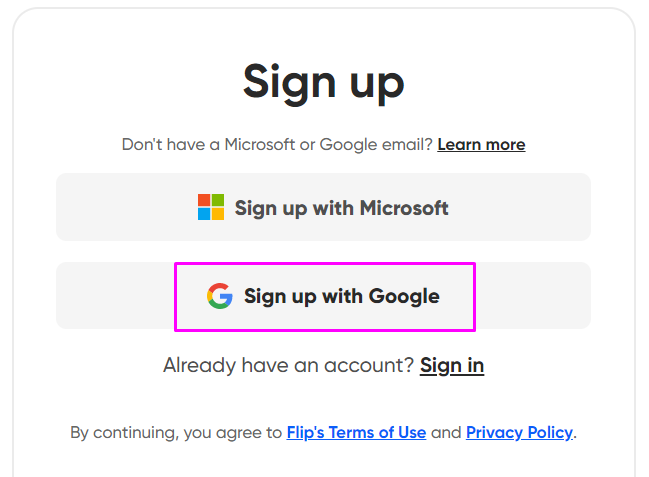 Sign up
Don't have a Microsoft or Google email? Learn more
Sign up with Microsoft
Sign up with Google
Already have an account? Sign in
By continuing, you agree to Flip's Terms of Use and Privacy Policy.